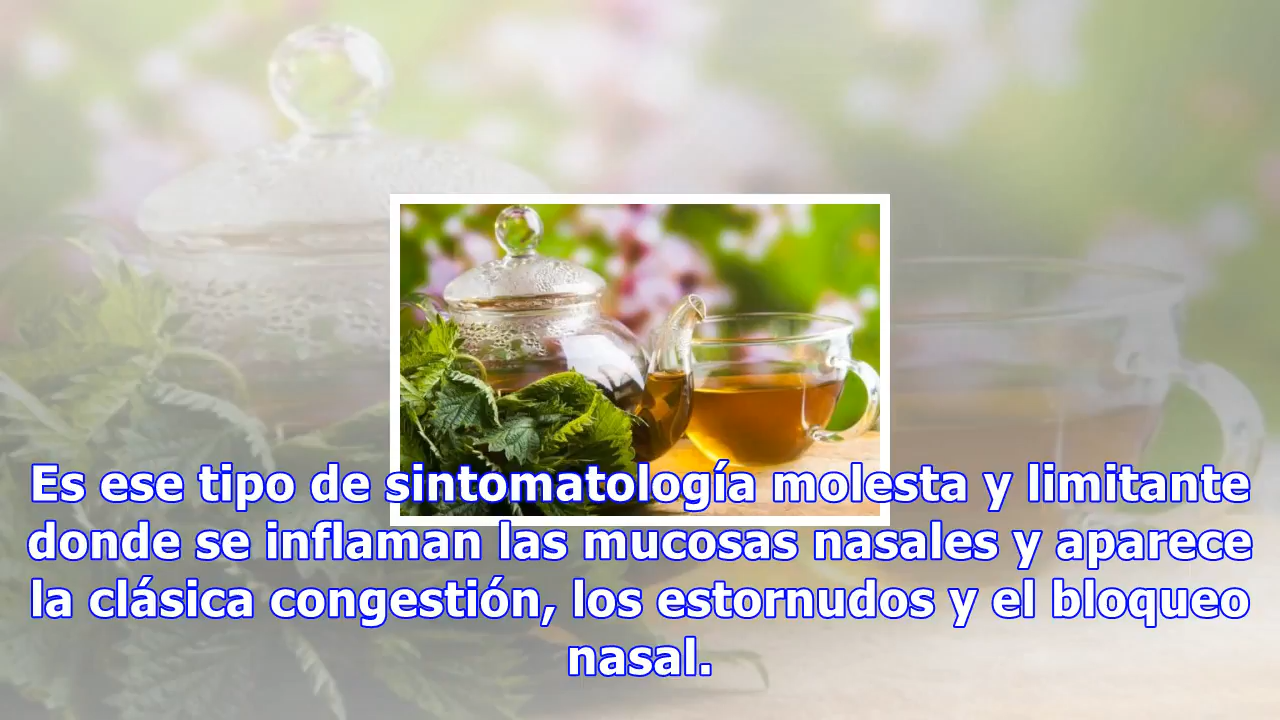 Es ese tipo de sintomatología molesta y limitante
donde se inflaman las mucosas nasales y aparece
la clásica congestión, los estornudos y el bloqueo
nasal.